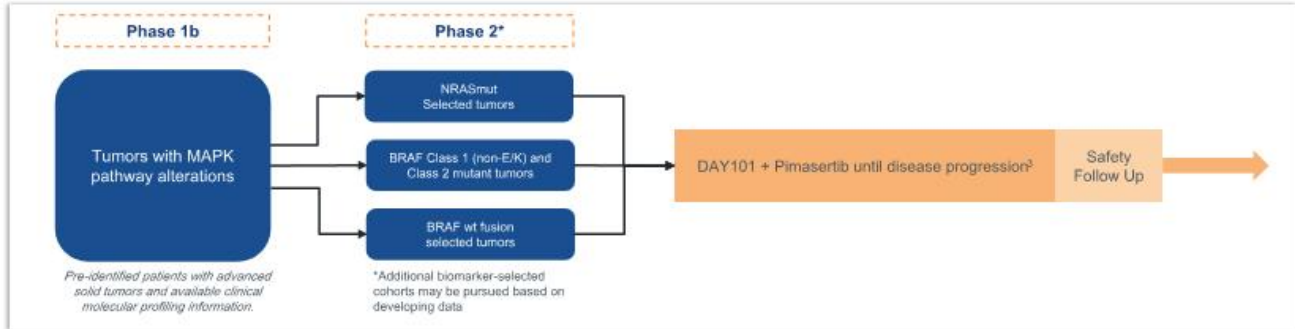 Phase 1b
Phase 2*
Tumors with MAPK
pathway alterations
NRASmut
Selected tumors
BRAF Class 1 (non-E/K) and
Class 2 mutant tumors
BRAF wt fusion
selected tumors
DAY101 + Pimasertib until disease progression³
Safety
Follow Up
Pre-identified patients with advanced
solid tumors and available clinical
molecular profiling information.
*Additional biomarker-selected
cohorts may be pursued based on
developing data